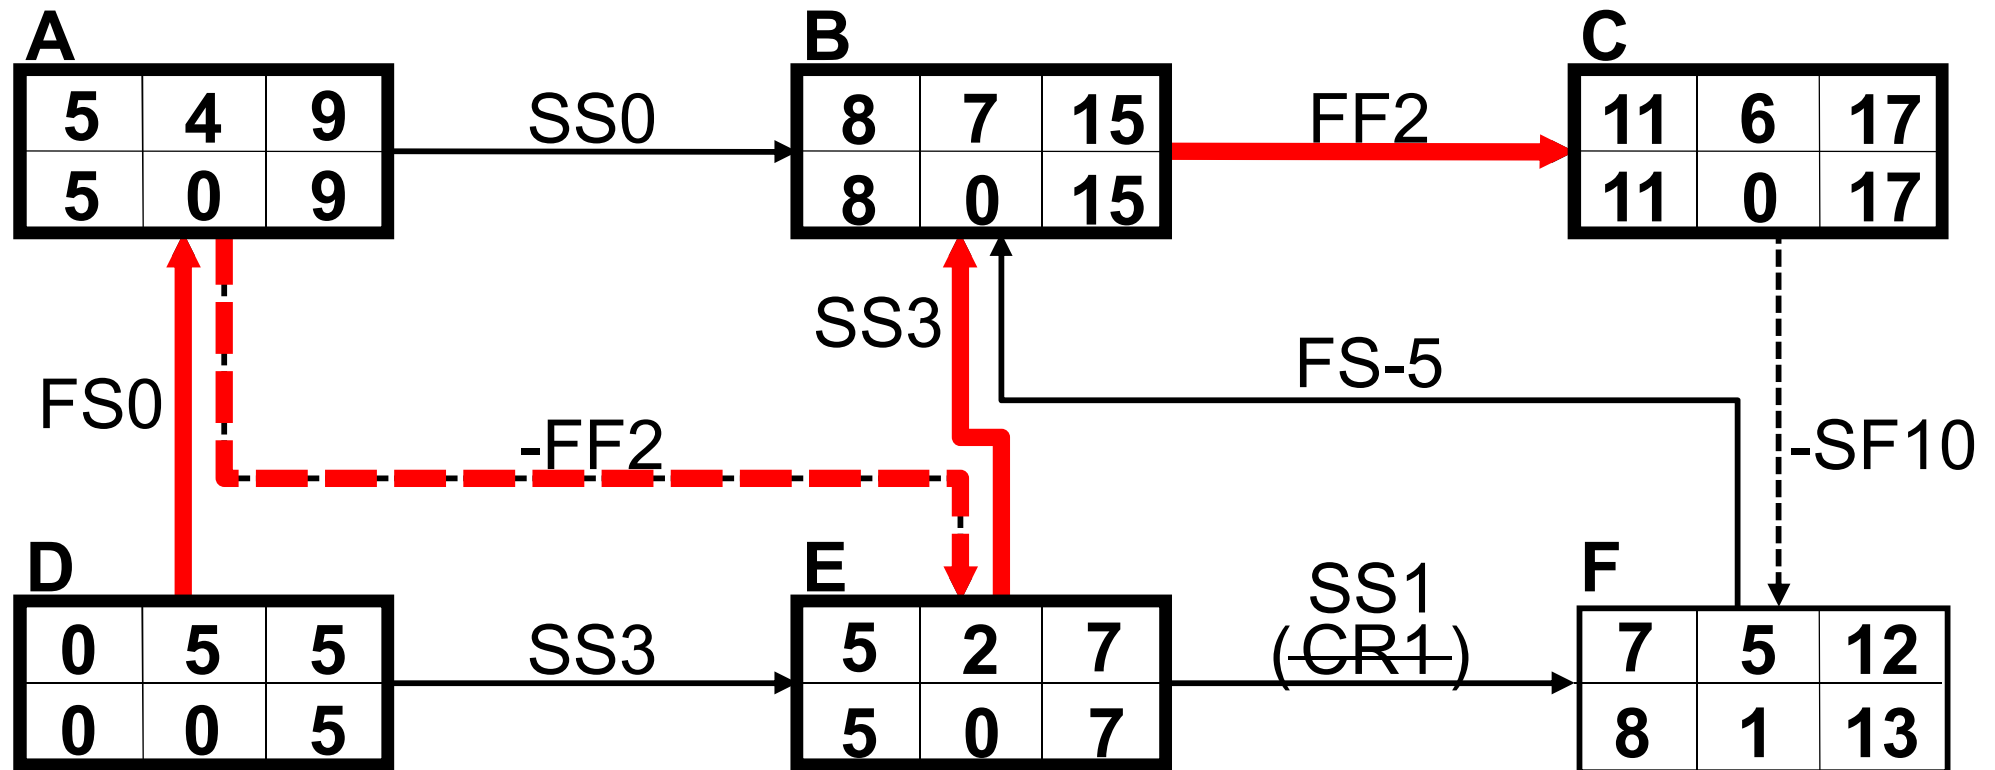 A
B
C
5 4 9
SS0
8 7 15
FF2
11 6 17
5 0 9
8 0 15
11 0 17
SS3
FS0
FS-5
-FF2
-SF10
D
E
SS1
F
0 5 5
SS3
5 2 7
(CR1)
7 5 12
0 0 5
5 0 7
8 1 13